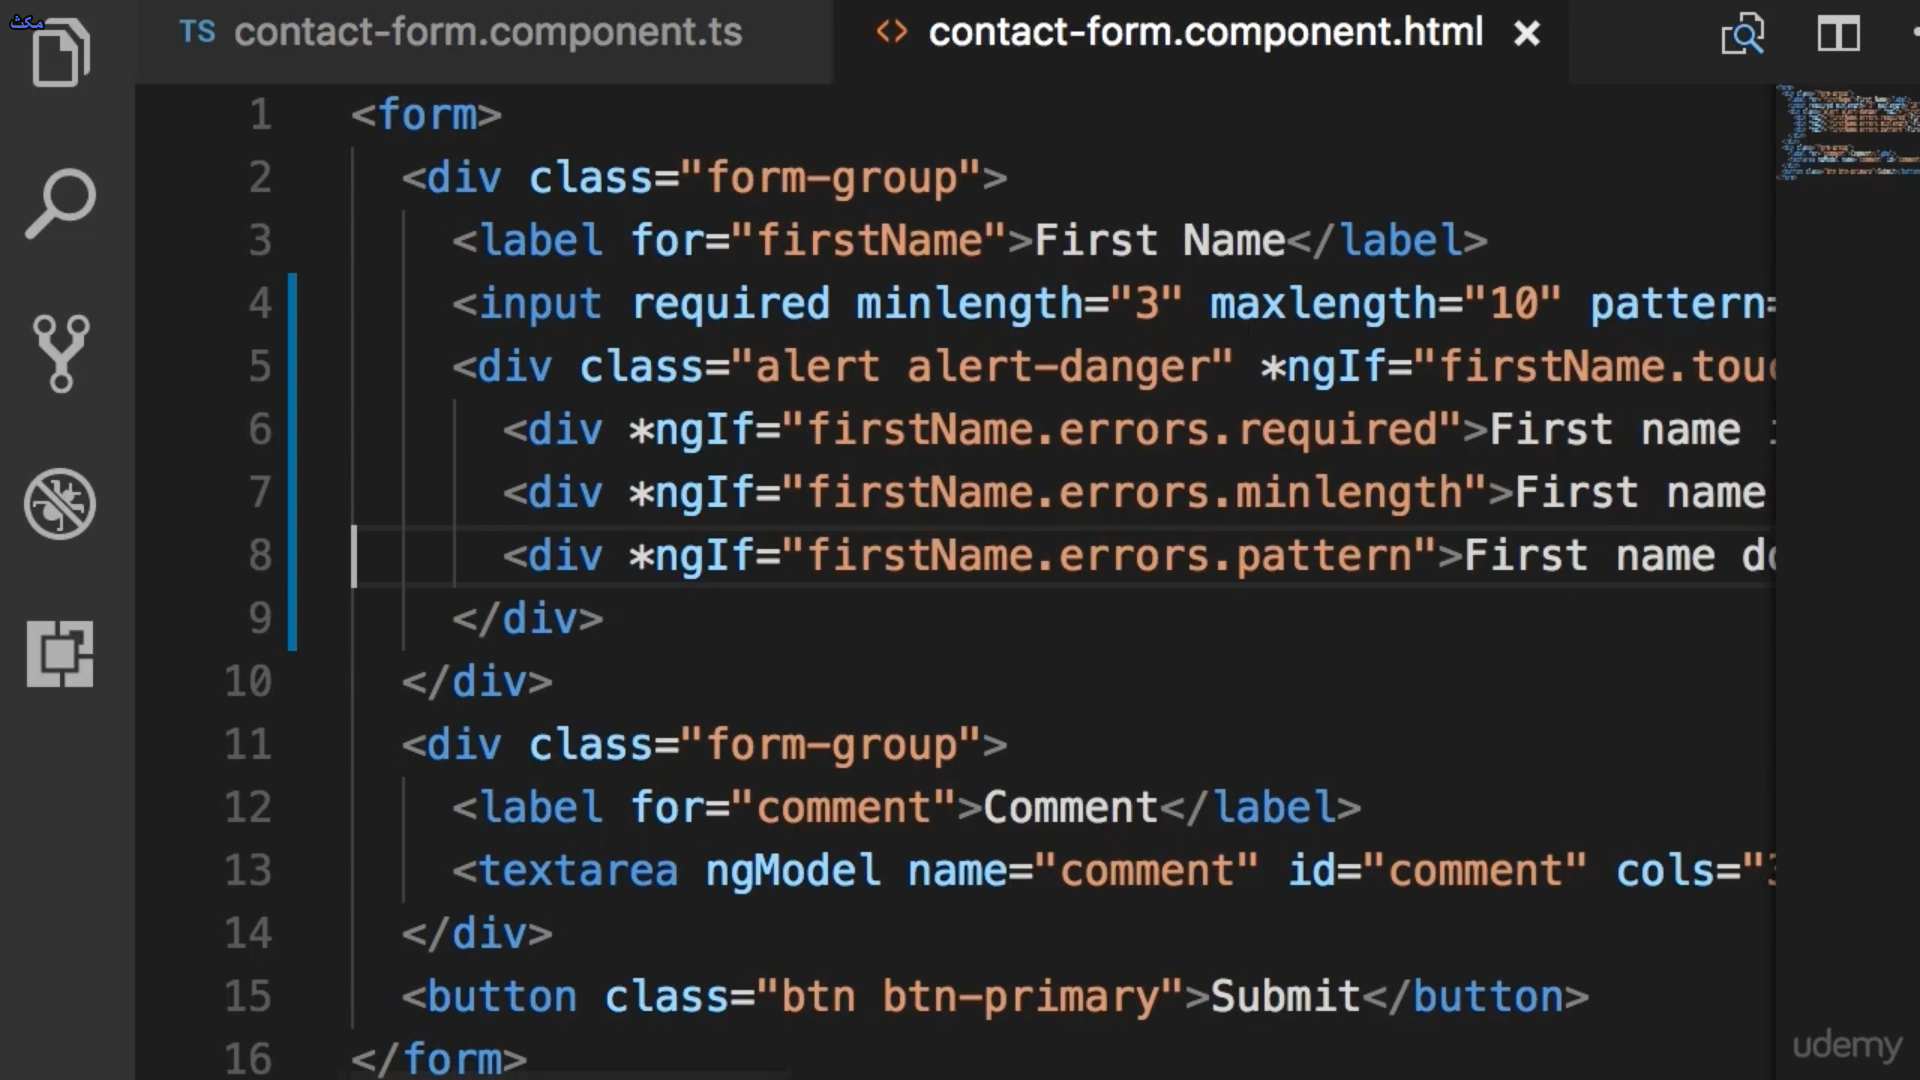 مكث
TS contact-form.component.ts
<> contact-form.component.html
1 <form>
2 <div class="form-group">
3 <label for="firstName">First Name</label>
4 <input required minlength="3" maxlength="10" pattern=
5 <div class="alert alert-danger" *ngIf="firstName.touc
6 <div *ngIf="firstName.errors.required">First name
7 <div *ngIf="firstName.errors.minlength">First name
8 <div *ngIf="firstName.errors.pattern">First name do
9 </div>
10 </div>
11 <div class="form-group">
12 <label for="comment">Comment</label>
13 <textarea ngModel name="comment" id="comment" cols="3
14 </div>
15 <button class="btn btn-primary">Submit</button>
16 </form>
udemy